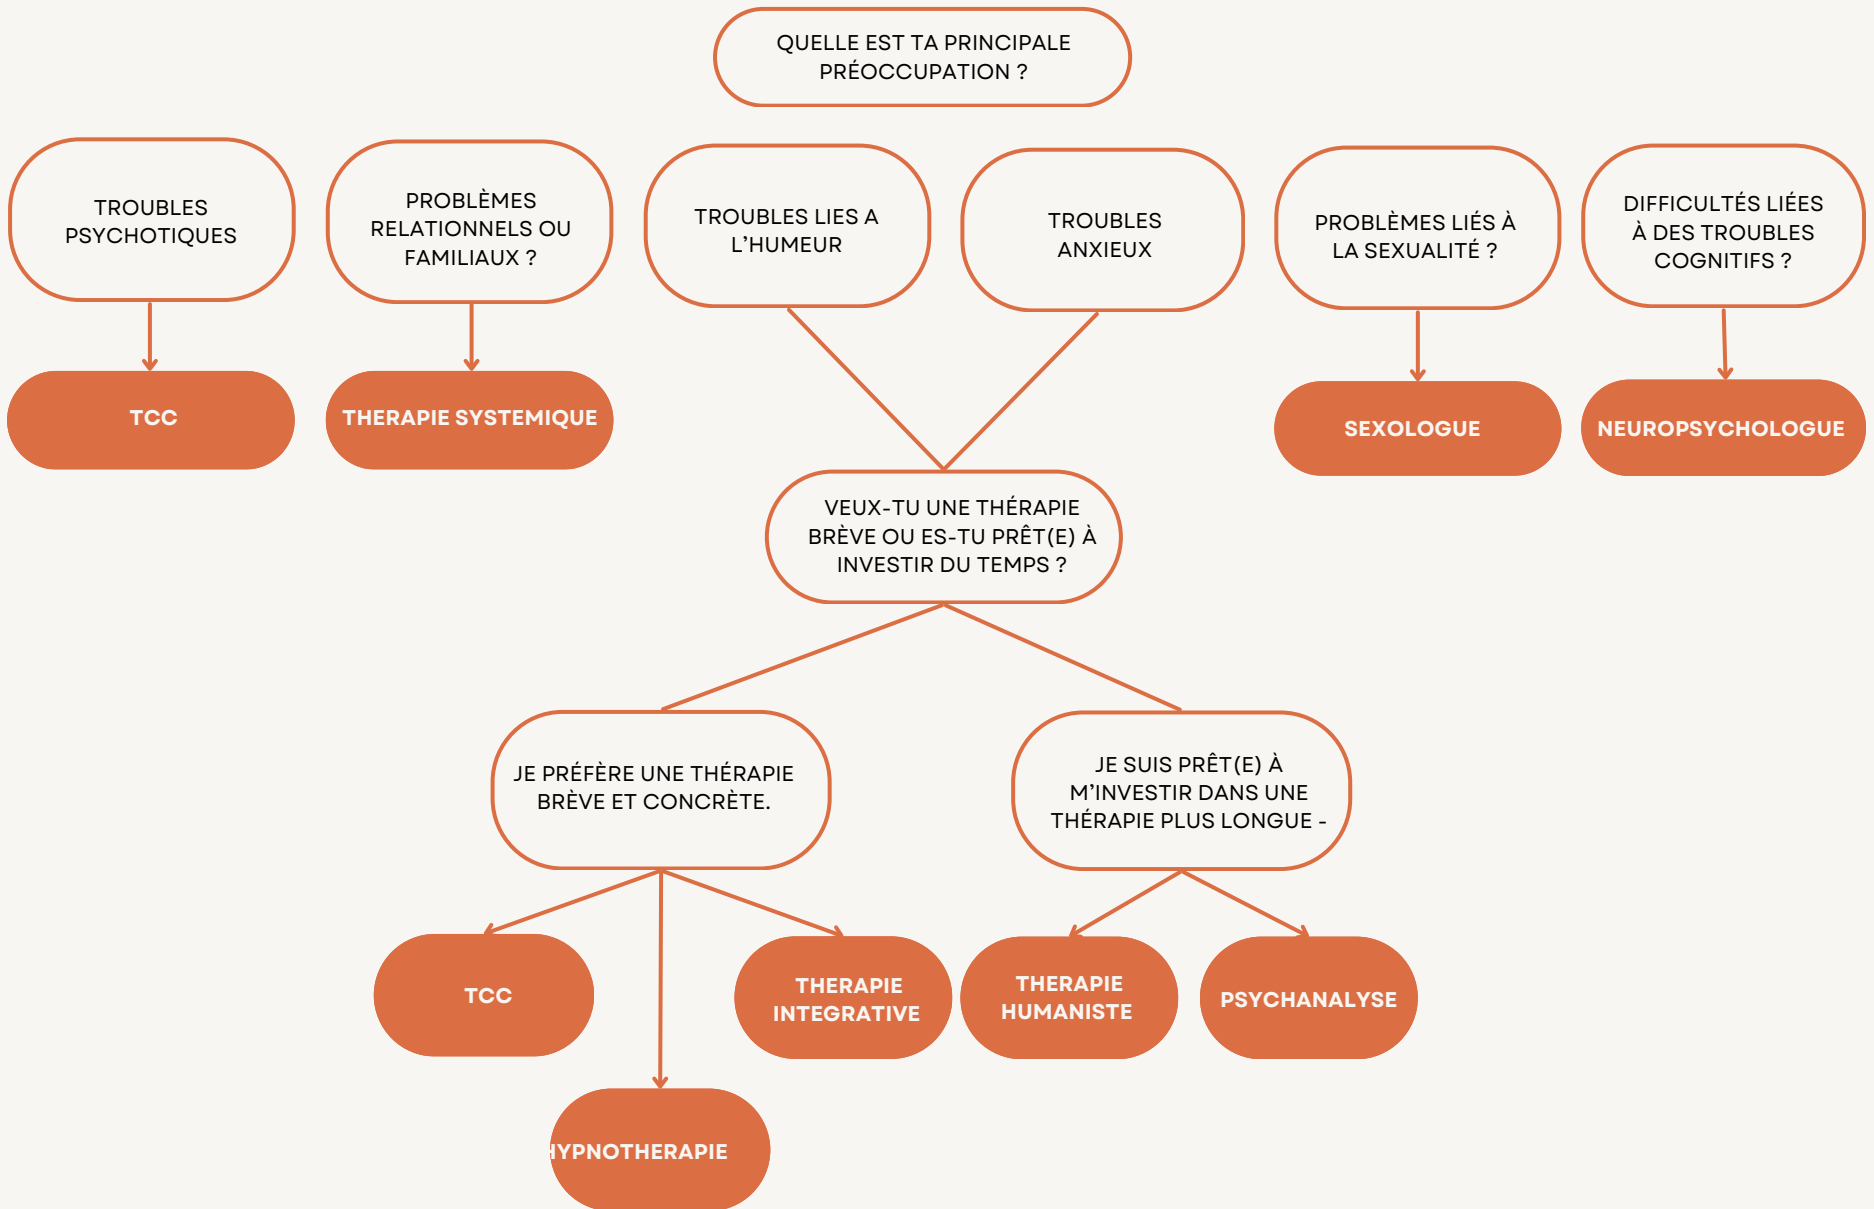 QUELLE EST TA PRINCIPALE
PRÉOCCUPATION ?
TROUBLES
PSYCHOTIQUES
PROBLÈMES
RELATIONNELS OU
FAMILIAUX ?
TROUBLES LIES A
L'HUMEUR
TROUBLES
ANXIEUX
PROBLÈMES LIÉS À
LA SEXUALITÉ ?
DIFFICULTÉS LIÉES
À DES TROUBLES
COGNITIFS ?
TCC
THERAPIE SYSTEMIQUE
SEXOLOGUE
NEUROPSYCHOLOGUE
VEUX-TU UNE THÉRAPIE
BRÈVE OU ES-TU PRÊT(E) À
INVESTIR DU TEMPS ?
JE PRÉFÈRE UNE THÉRAPIE
BRÈVE ET CONCRÈTE.
JE SUIS PRÊT(E) À
M'INVESTIR DANS UNE
THÉRAPIE PLUS LONGUE -
TCC
THERAPIE
INTEGRATIVE
THERAPIE
HUMANISTE
PSYCHANALYSE
HYPNOTHERAPIE